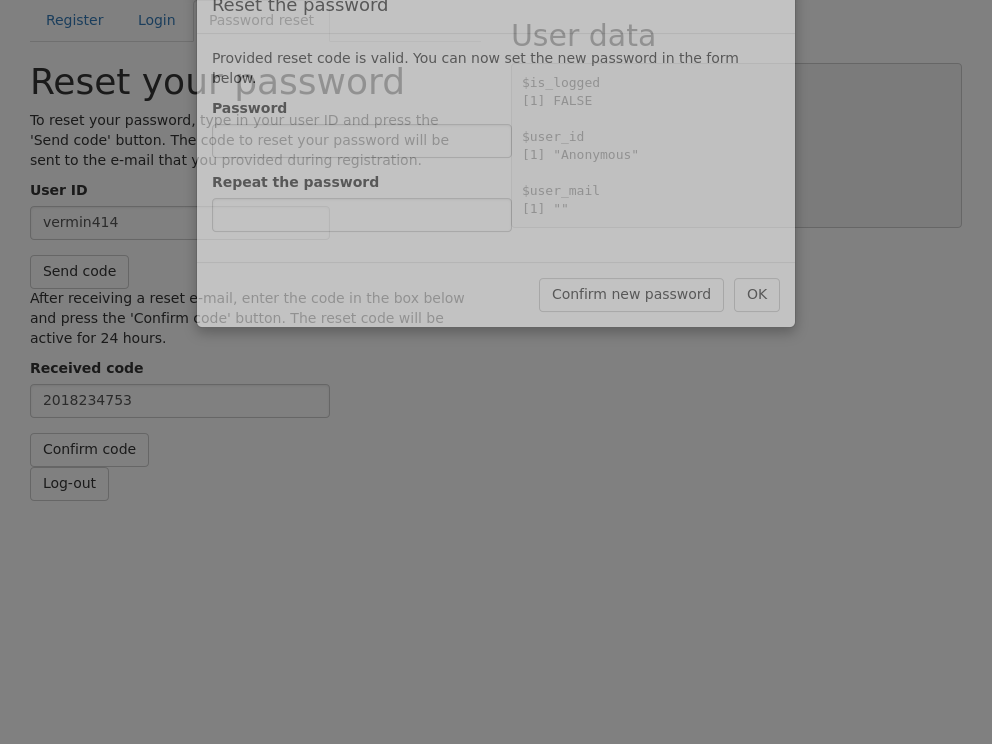 Register
Login
Password reset
Reset the password
Provided reset code is valid. You can now set the new password in the form
below.
Password
Repeat the password
Confirm new password
OK
Reset your password
To reset your password, type in your user ID and press the
'Send code' button. The code to reset your password will be
sent to the e-mail that you provided during registration.
User ID
vermin414
Send code
After receiving a reset e-mail, enter the code in the box below
and press the 'Confirm code' button. The reset code will be
active for 24 hours.
Received code
2018234753
Confirm code
Log-out
User data
$is_logged
[1] FALSE
$user_id
[1] "Anonymous"
$user_mail
[1] ""